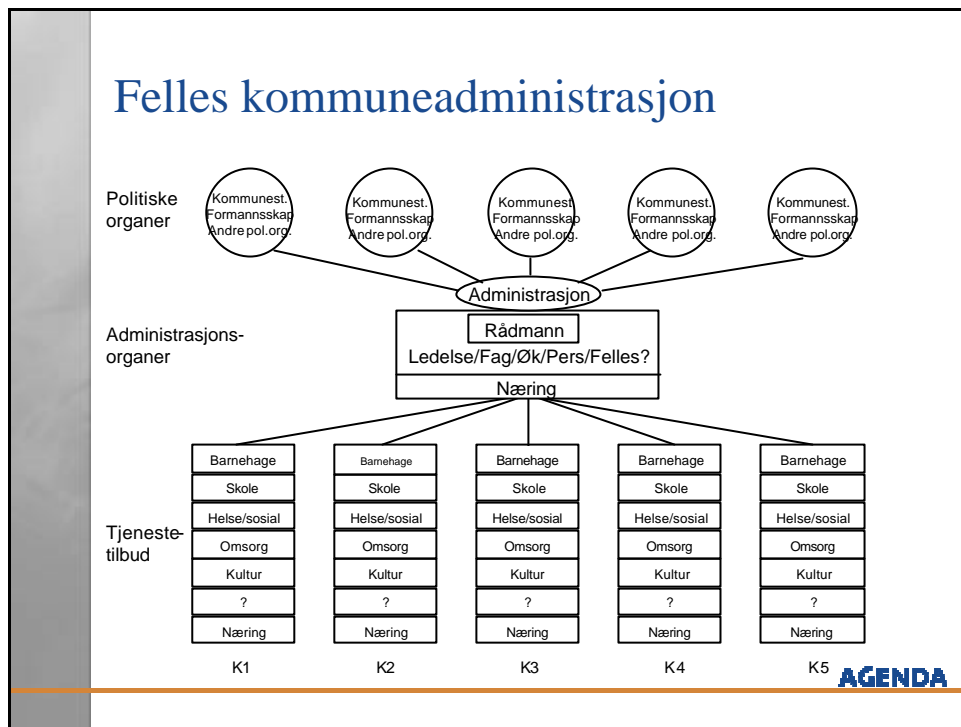 Felles kommuneadministrasjon
Politiske
organer
Kommunest.
Formannsskap
Andre pol.org.
Kommunest.
Formannsskap
Andre pol.org.
Kommunest
Formannsskap
Andre pol.org.
Kommunest.
Formannsskap
Andre pol.org.
Kommunest.
Formannsskap
Andre pol.org.
Administrasjon
Administrasjons-
organer
Rådmann
Ledelse/Fag/Øk/Pers/Felles?
Næring
Tjeneste-
tilbud
Barnehage
Skole
Helse/sosial
Omsorg
Kultur
?
Næring
K1
Barnehage
Skole
Helse/sosial
Omsorg
Kultur
?
Næring
K2
Barnehage
Skole
Helse/sosial
Omsorg
Kultur
?
Næring
K3
Barnehage
Skole
Helse/sosial
Omsorg
Kultur
?
Næring
K4
Barnehage
Skole
Helse/sosial
Omsorg
Kultur
?
Næring
K5
AGENDA